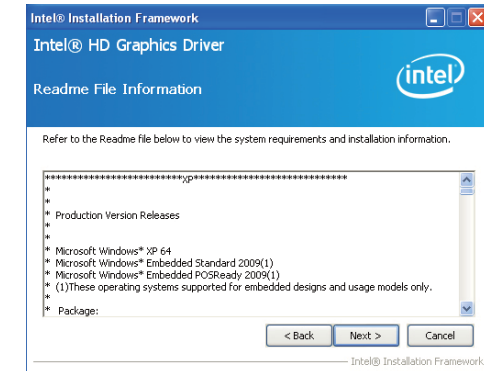 Intel® Installation Framework
Intel® HD Graphics Driver
intel
Readme File Information
Refer to the Readme file below to view the system requirements and installation information.
**************************XP*****************************
*
*
* Production Version Releases
*
*
* Microsoft Windows* XP 64
* Microsoft Windows* Embedded Standard 2009(1)
* Microsoft Windows* Embedded POSReady 2009(1)
* (1)These operating systems supported for embedded designs and usage models only.
*
* Package:
< Back Next > Cancel
Intel® Installation Framework